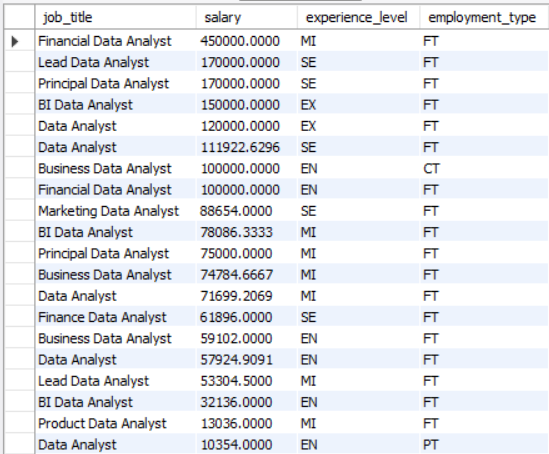 job_title salary experience_level employment_type
Financial Data Analyst 450000.0000 MI FT
Lead Data Analyst 170000.0000 SE FT
Principal Data Analyst 170000.0000 SE FT
BI Data Analyst 150000.0000 EX FT
Data Analyst 120000.0000 EX FT
Data Analyst 111922.6296 SE FT
Business Data Analyst 100000.0000 EN CT
Financial Data Analyst 100000.0000 EN FT
Marketing Data Analyst 88654.0000 SE FT
BI Data Analyst 78086.3333 MI FT
Principal Data Analyst 75000.0000 MI FT
Business Data Analyst 74784.6667 MI FT
Data Analyst 71699.2069 MI FT
Finance Data Analyst 61896.0000 SE FT
Business Data Analyst 59102.0000 EN FT
Data Analyst 57924.9091 EN FT
Lead Data Analyst 53304.5000 MI FT
BI Data Analyst 32136.0000 EN FT
Product Data Analyst 13036.0000 MI FT
Data Analyst 10354.0000 EN PT